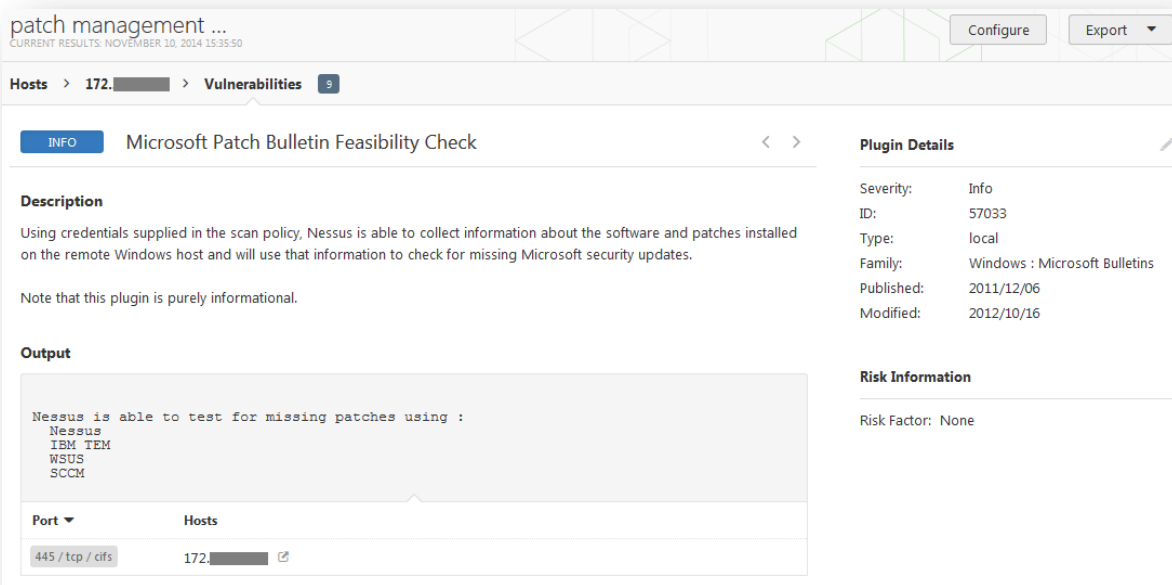 patch management ...
CURRENT RESULTS: NOVEMBER 10, 2014 15:35:50
Configure
Export
Hosts > 172. > Vulnerabilities 9
INFO Microsoft Patch Bulletin Feasibility Check
Description
Using credentials supplied in the scan policy, Nessus is able to collect information about the software and patches installed
on the remote Windows host and will use that information to check for missing Microsoft security updates.
Note that this plugin is purely informational.
Output
Nessus is able to test for missing patches using :
Nessus
IBM TEM
WSUS
SCCM
Port Hosts
445 / tcp / cifs 172.
Plugin Details
Severity: Info
ID: 57033
Type: local
Family: Windows : Microsoft Bulletins
Published: 2011/12/06
Modified: 2012/10/16
Risk Information
Risk Factor: None